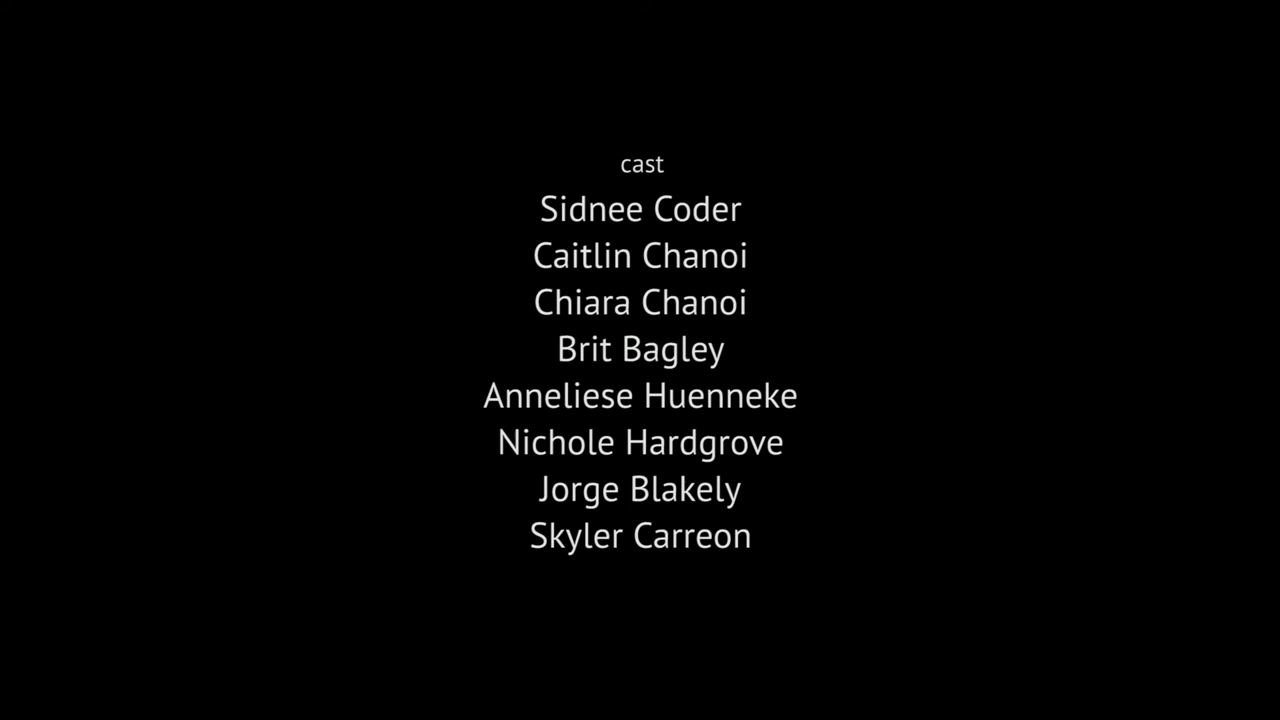 cast
Sidnee Coder
Caitlin Chanoi
Chiara Chanoi
Brit Bagley
Anneliese Huenneke
Nichole Hardgrove
Jorge Blakely
Skyler Carreon